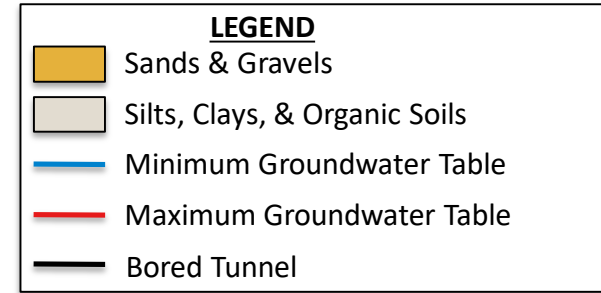 LEGEND
Sands & Gravels
Silts, Clays, & Organic Soils
Minimum Groundwater Table
Maximum Groundwater Table
Bored Tunnel